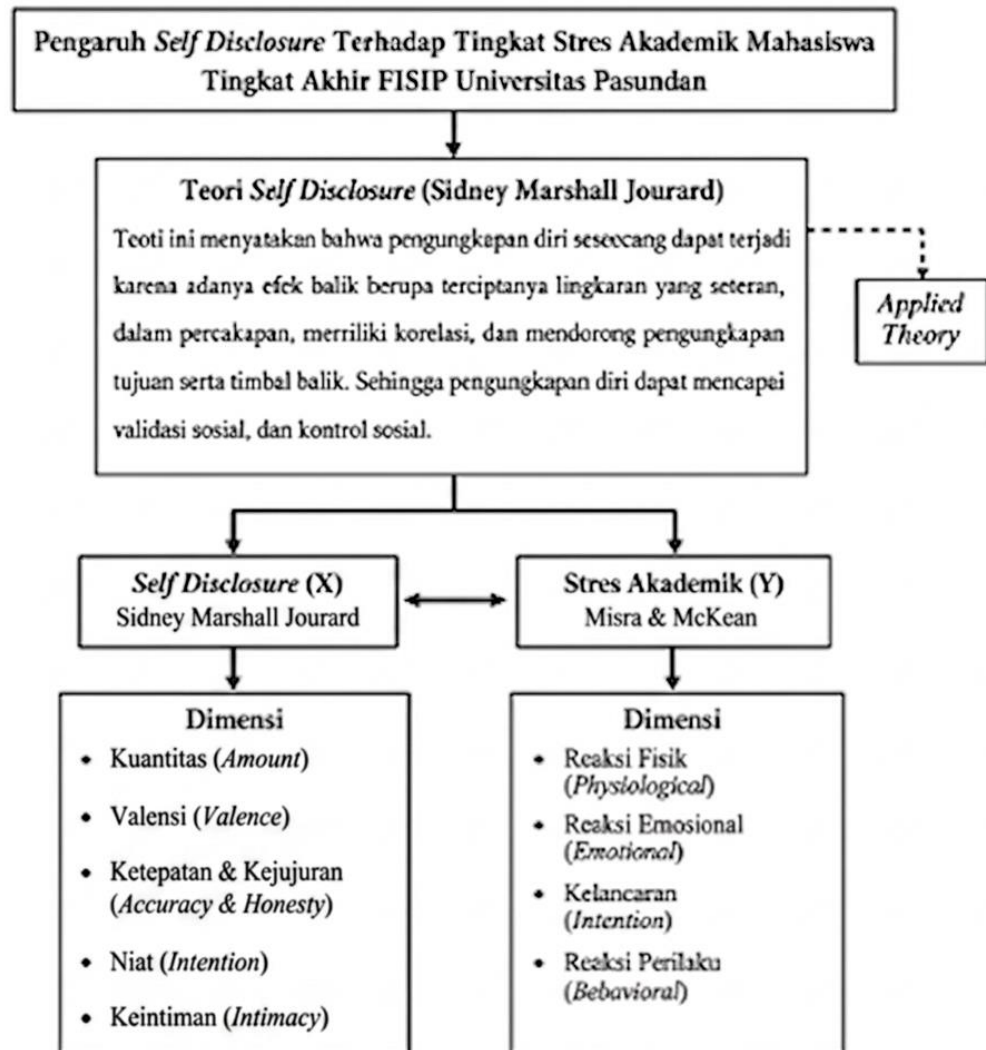 Pengaruh Self Disclosure Terhadap Tingkat Stres Akademik Mahasiswa
Tingkat Akhir FISIP Universitas Pasundan
Teori Self Disclosure (Sidney Marshall Jourard)
Teoti ini menyatakan bahwa pengungkapan diri seseocang dapat terjadi
karena adanya efek balik berupa terciptanya lingkaran yang seteran,
dalam percakapan, merriliki korelasi, dan mendorong pengungkapan
tujuan serta timbal balik. Sehingga pengungkapan diri dapat mencapai
validasi sosial, dan kontrol sosial.
Applied
Theory
Self Disclosure (X)
Sidney Marshall Jourard
Stres Akademik (Y)
Misra & McKean
Dimensi
• Kuantitas (Amount)
• Valensi (Valence)
• Ketepatan & Kejujuran
(Accuracy & Honesty)
• Niat (Intention)
• Keintiman (Intimacy)
Dimensi
• Reaksi Fisik
(Physiological)
• Reaksi Emosional
(Emotional)
• Kelancaran
(Intention)
• Reaksi Perilaku
(Bebavioral)